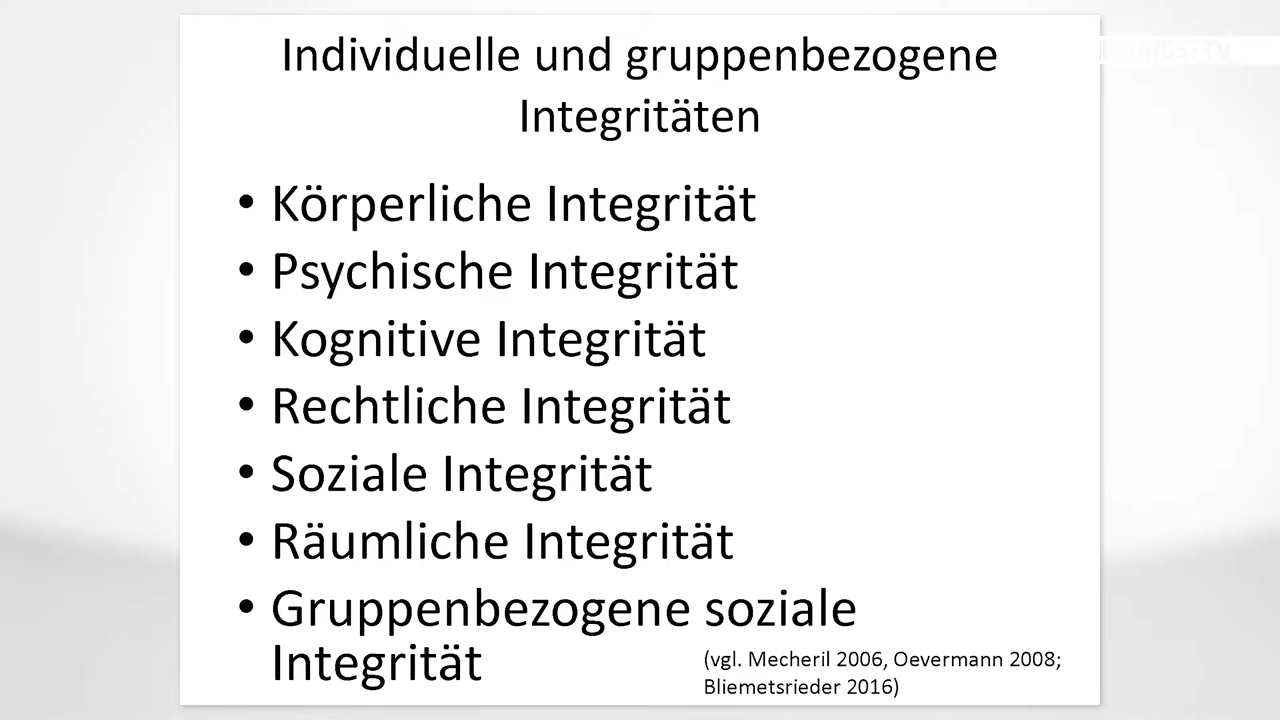 Individuelle und gruppenbezogene
Integritäten
• Körperliche Integrität
• Psychische Integrität
• Kognitive Integrität
• Rechtliche Integrität
• Soziale Integrität
• Räumliche Integrität
• Gruppenbezogene soziale
Integrität
(vgl. Mecheril 2006, Oevermann 2008;
Bliemetsrieder 2016)